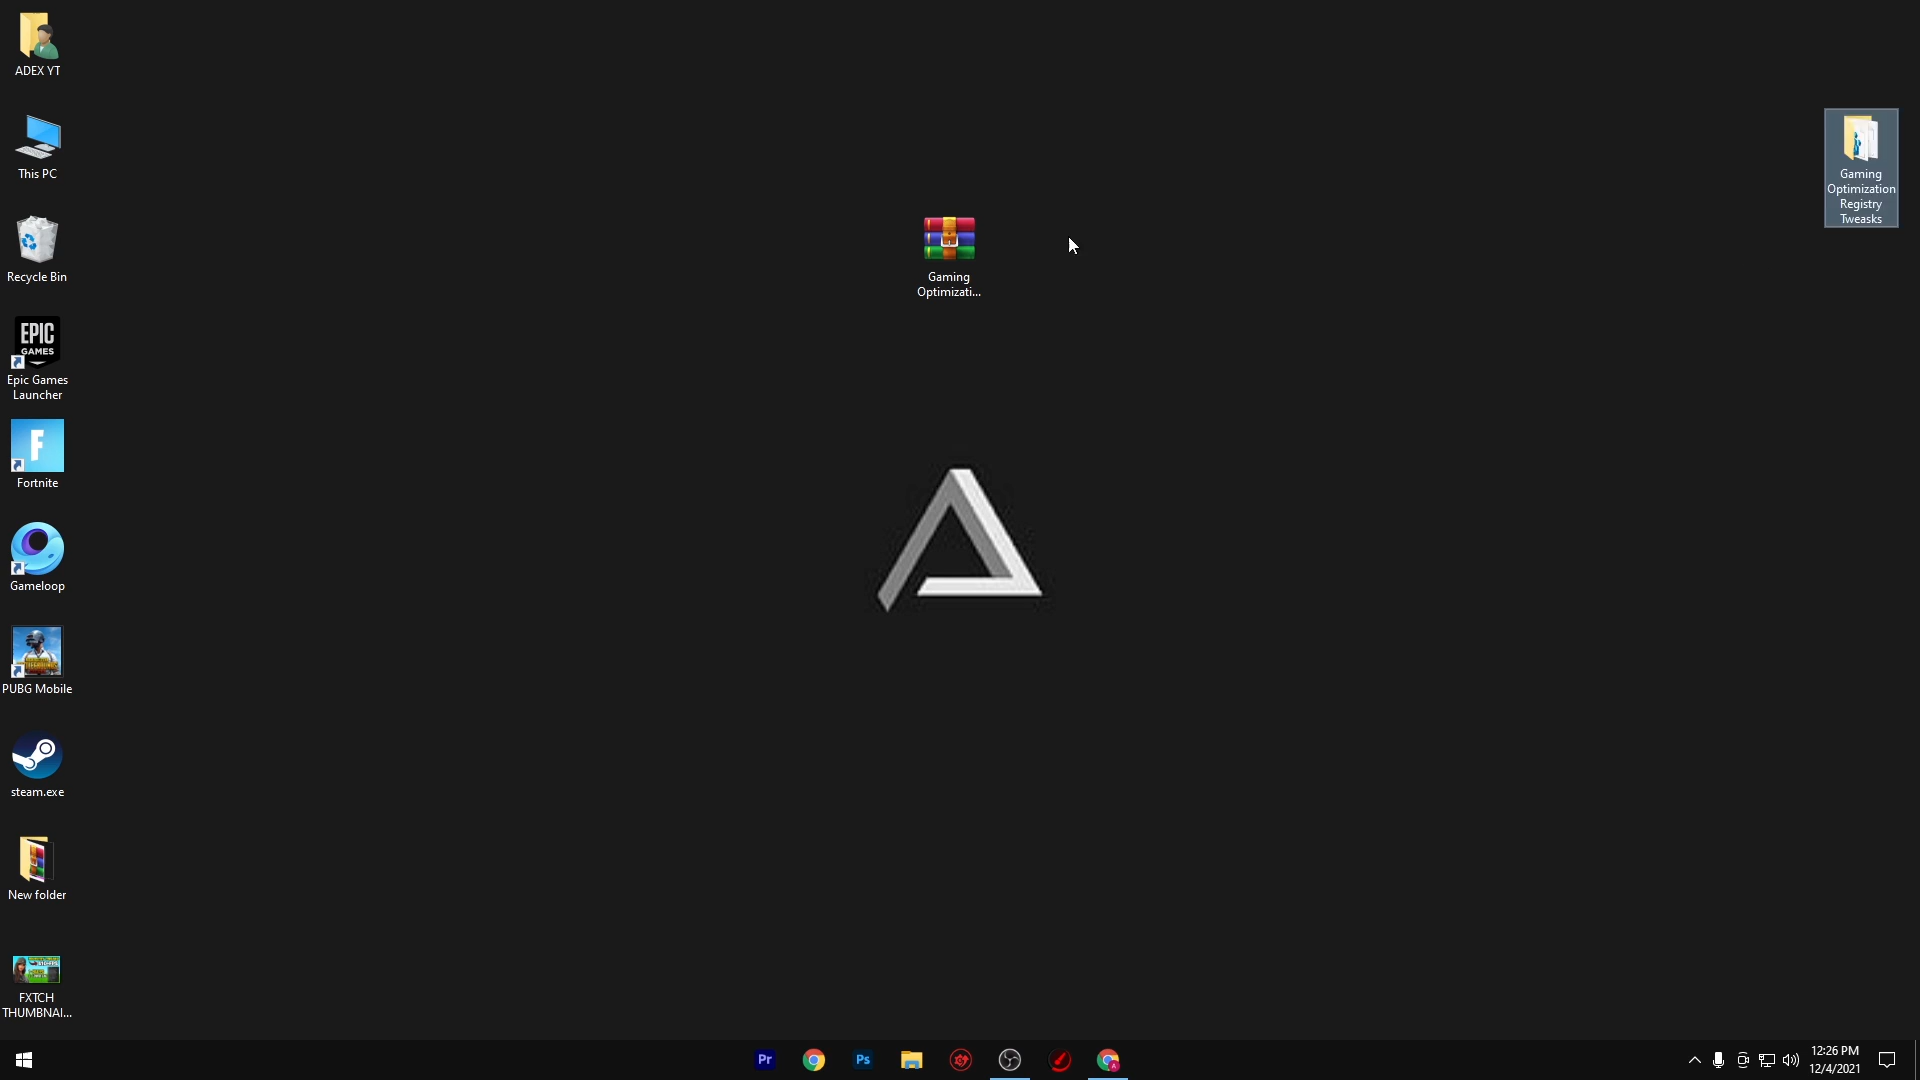 ADEX YT
This PC
Recycle Bin
EPIC
GAMES
Epic Games
Launcher
F
Fortnite
Gameloop
PUBG Mobile
steam.exe
New folder
FXTCH
THUMBNAI...
Gaming
Optimizati...
Gaming
Optimization
Registry
Tweasks
Pr
Ps
12:26 PM
12/4/2021